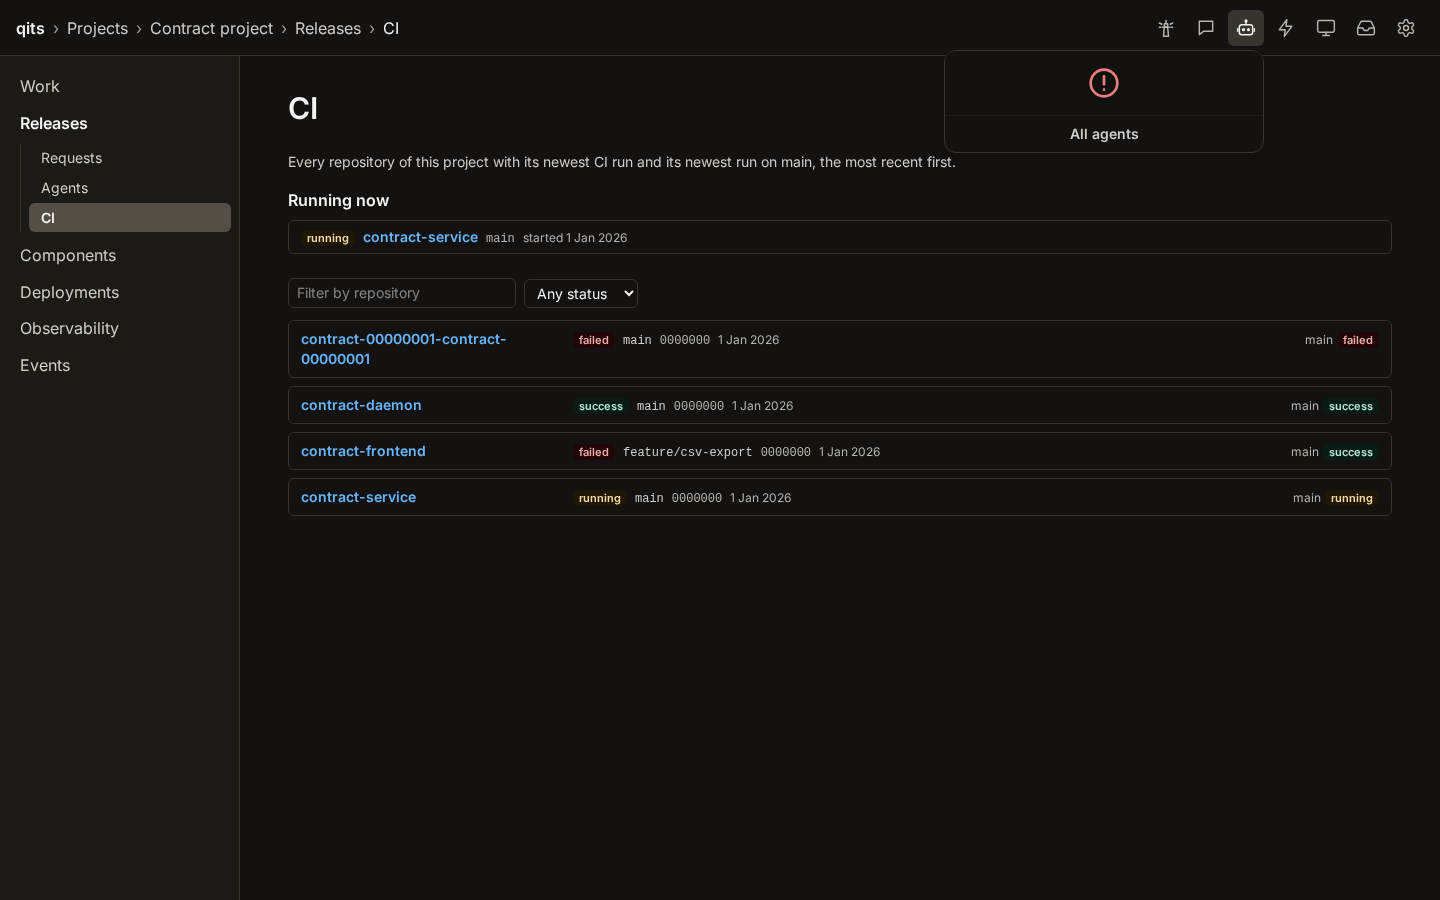 qits › Projects › Contract project › Releases › CI
Work
Releases
Requests
Agents
CI
Components
Deployments
Observability
Events
All agents
CI
Every repository of this project with its newest CI run and its newest run on main, the most recent first.
Running now
running contract-service main started 1 Jan 2026
Filter by repository Any status
contract-00000001-contract-00000001 failed main 0000000 1 Jan 2026 main failed
contract-daemon success main 0000000 1 Jan 2026 main success
contract-frontend failed feature/csv-export 0000000 1 Jan 2026 main success
contract-service running main 0000000 1 Jan 2026 main running